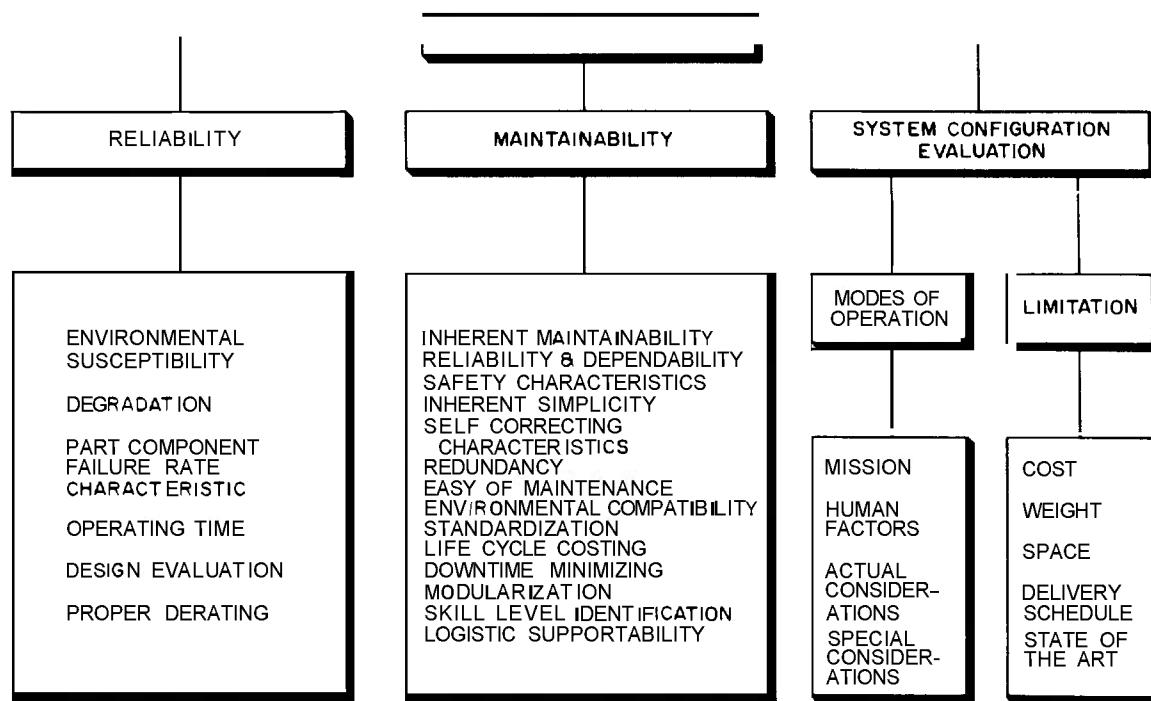 RELIABILITY
ENVIRONMENTAL
SUSCEPTIBILITY
DEGRADATION
PART COMPONENT
FAILURE RATE
CHARACTERISTIC
OPERATING TIME
DESIGN EVALUATION
PROPER DERATING
MAINTAINABILITY
INHERENT MAINTAINABILITY
RELIABILITY & DEPENDABILITY
SAFETY CHARACTERISTICS
INHERENT SIMPLICITY
SELF CORRECTING
CHARACTERISTICS
REDUNDANCY
EASY OF MAINTENANCE
ENVIRONMENTAL COMPATIBILITY
STANDARDIZATION
LIFE CYCLE COSTING
DOWNTIME MINIMIZING
MODULARIZATION
SKILL LEVEL IDENTIFICATION
LOGISTIC SUPPORTABILITY
SYSTEM CONFIGURATION
EVALUATION
MODES OF
OPERATION
MISSION
HUMAN
FACTORS
ACTUAL
CONSIDER-
ATIONS
SPECIAL
CONSIDER-
ATIONS
LIMITATION
COST
WEIGHT
SPACE
DELIVERY
SCHEDULE
STATE OF
THE ART